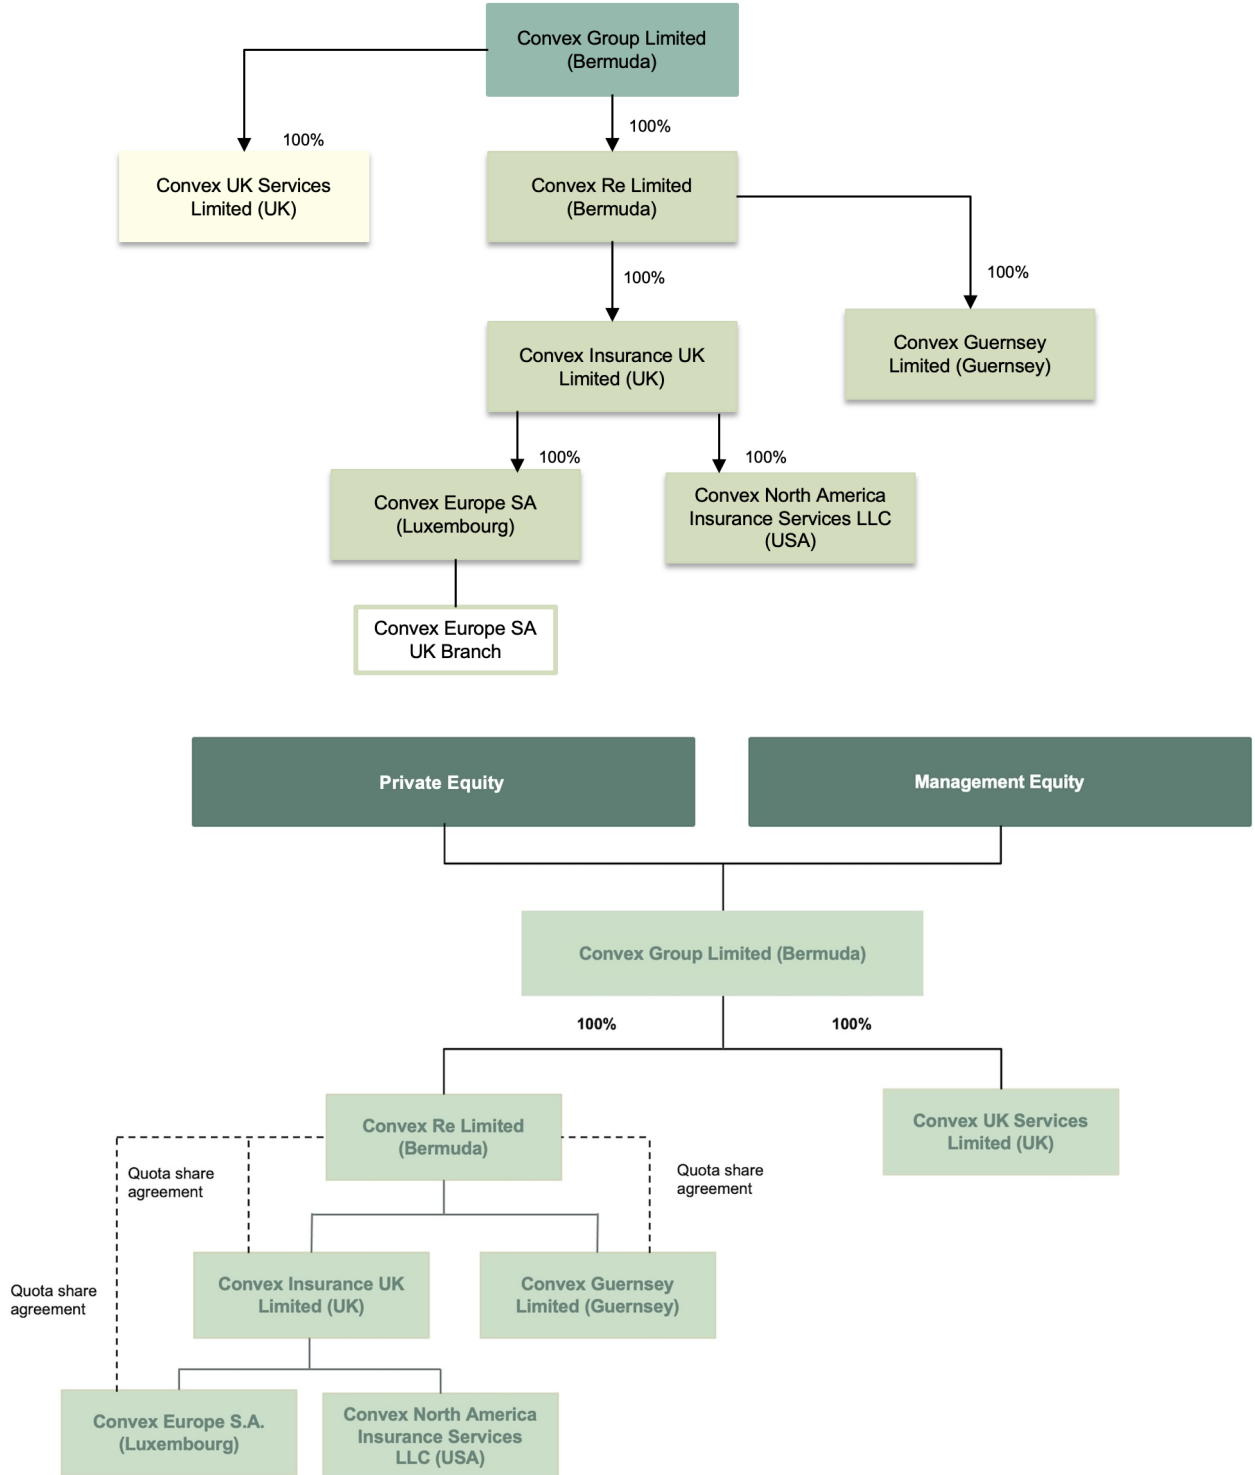 Convex Group Limited
(Bermuda)
100%
100%
Convex UK Services
Limited (UK)
Convex Re Limited
(Bermuda)
100%
100%
Convex Insurance UK
Limited (UK)
Convex Guernsey
Limited (Guernsey)
100%
100%
Convex Europe SA
(Luxembourg)
Convex North America
Insurance Services LLC
(USA)
Convex Europe SA
UK Branch
Private Equity
Management Equity
Convex Group Limited (Bermuda)
100%
100%
Convex Re Limited
(Bermuda)
Convex UK Services
Limited (UK)
Quota share
agreement
Quota share
agreement
Convex Insurance UK
Limited (UK)
Convex Guernsey
Limited (Guernsey)
Quota share
agreement
Convex Europe S.A.
(Luxembourg)
Convex North America
Insurance Services
LLC (USA)